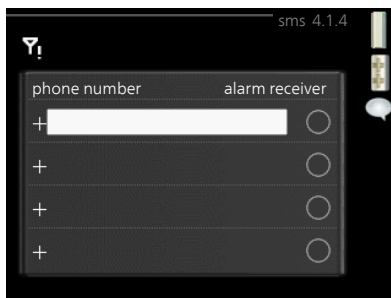 sms 4.1.4
phone number alarm receiver
+
+
+
+